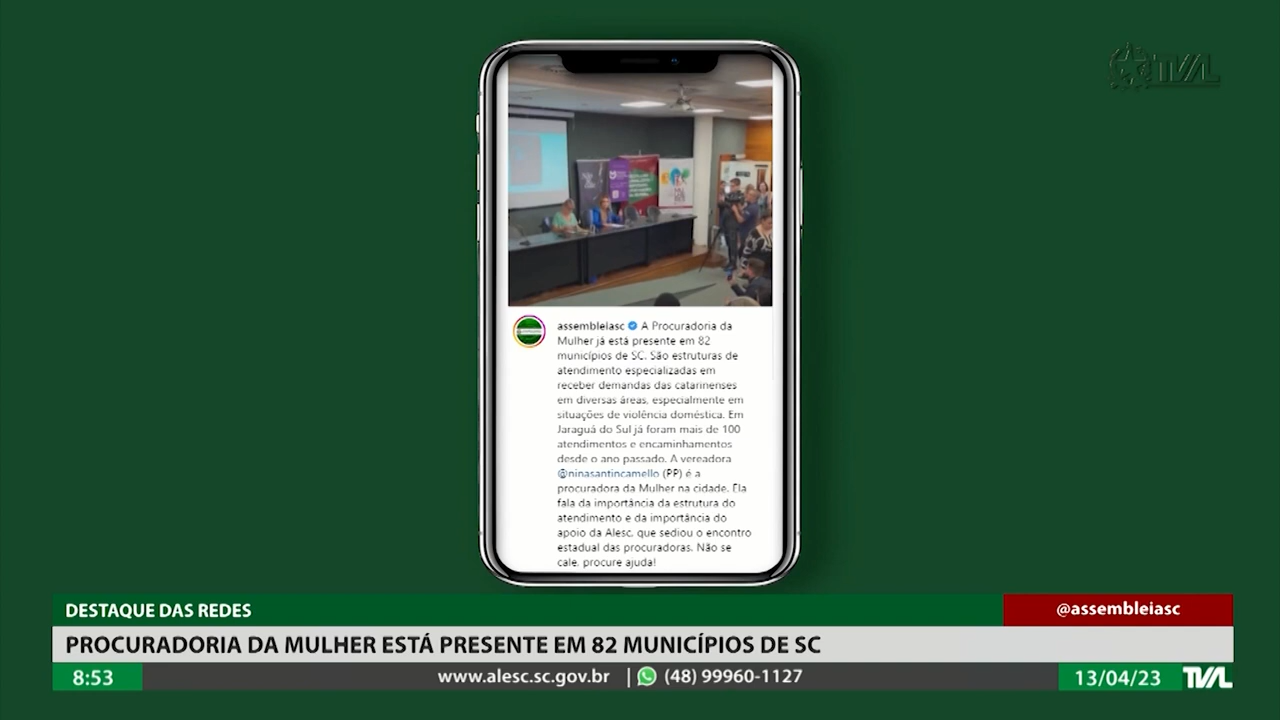 TVAL
assembleiasc A Procuradoria da
Mulher já está presente em 82
municípios de SC. São estruturas de
atendimento especializadas em
receber demandas das catarinenses
em diversas áreas, especialmente em
situações de violência doméstica. Em
Jaraguá do Sul já foram mais de 100
atendimentos e encaminhamentos
desde o ano passado. A vereadora
@ninasantincamello (PP) é a
procuradora da Mulher na cidade. Ela
fala da importância da estrutura do
atendimento e da importância do
apoio da Alesc, que sediou o encontro
estadual das procuradoras. Não se
cale, procure ajuda!
DESTAQUE DAS REDES
@assembleiasc
PROCURADORIA DA MULHER ESTÁ PRESENTE EM 82 MUNICÍPIOS DE SC
8:53
www.alesc.sc.gov.br | (48) 99960-1127
13/04/23
TVAL